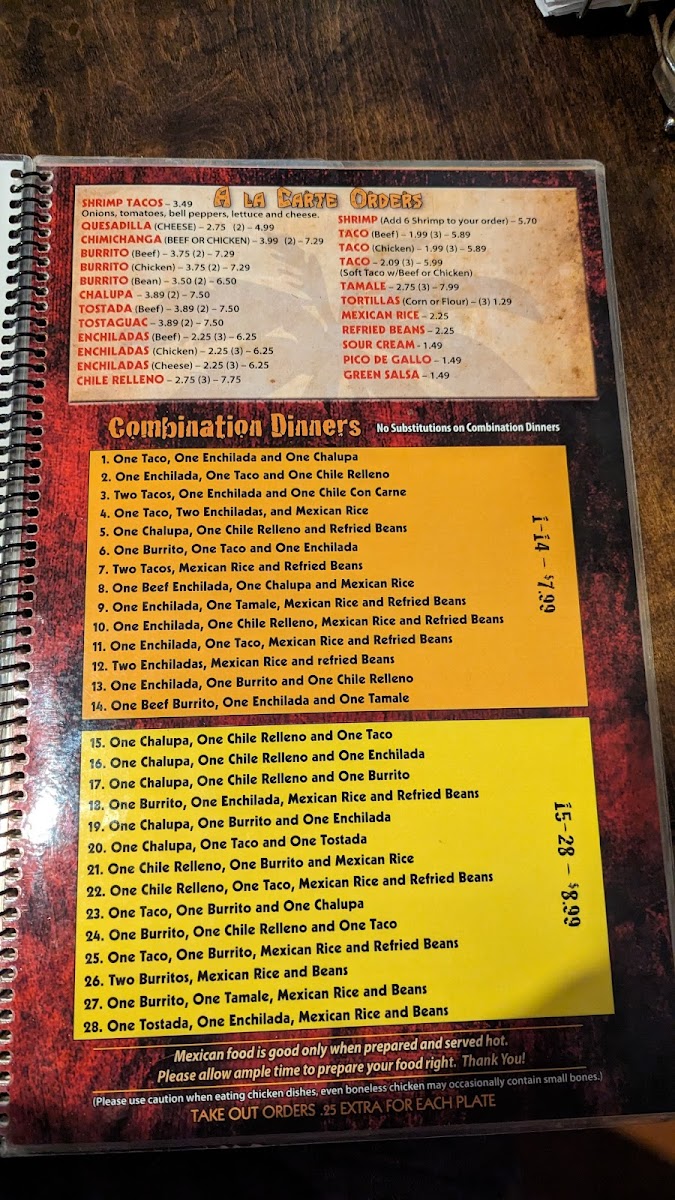 A LA CARTE ORDERS
SHRIMP TACOS – 3.49
Onions, tomatoes, bell peppers, lettuce and cheese.
QUESADILLA (CHEESE) – 2.75 (2) – 4.99
CHIMICHANGA (BEEF OR CHICKEN) – 3.99 (2) – 7.29
BURRITO (Beef) – 3.75 (2) – 7.29
BURRITO (Chicken) – 3.75 (2) – 7.29
BURRITO (Bean) – 3.50 (2) – 6.50
CHALUPA – 3.89 (2) – 7.50
TOSTADA (Beef) – 3.89 (2) – 7.50
TOSTAGUAC – 3.89 (2) – 7.50
ENCHILADAS (Beef) – 2.25 (3) – 6.25
ENCHILADAS (Chicken) – 2.25 (3) – 6.25
ENCHILADAS (Cheese) – 2.25 (3) – 6.25
CHILE RELLENO – 2.75 (3) – 7.75
SHRIMP (Add 6 Shrimp to your order) – 5.70
TACO (Beef) – 1.99 (3) – 5.89
TACO (Chicken) – 1.99 (3) – 5.89
TACO – 2.09 (3) – 5.99
(Soft Taco w/Beef or Chicken)
TAMALE – 2.75 (3) – 7.99
TORTILLAS (Corn or Flour) – (3) 1.29
MEXICAN RICE – 2.25
REFRIED BEANS – 2.25
SOUR CREAM - 1.49
PICO DE GALLO – 1.49
GREEN SALSA – 1.49
Combination Dinners No Substitutions on Combination Dinners
1. One Taco, One Enchilada and One Chalupa
2. One Enchilada, One Taco and One Chile Relleno
3. Two Tacos, One Enchilada and One Chile Con Carne
4. One Taco, Two Enchiladas, and Mexican Rice
5. One Chalupa, One Chile Relleno and Refried Beans
6. One Burrito, One Taco and One Enchilada
7. Two Tacos, Mexican Rice and Refried Beans
8. One Beef Enchilada, One Chalupa and Mexican Rice
9. One Enchilada, One Tamale, Mexican Rice and Refried Beans
10. One Enchilada, One Chile Relleno, Mexican Rice and Refried Beans
11. One Enchilada, One Taco, Mexican Rice and Refried Beans
12. Two Enchiladas, Mexican Rice and refried Beans
13. One Enchilada, One Burrito and One Chile Relleno
14. One Beef Burrito, One Enchilada and One Tamale
1-14 – $7.99
15. One Chalupa, One Chile Relleno and One Taco
16. One Chalupa, One Chile Relleno and One Enchilada
17. One Chalupa, One Chile Relleno and One Burrito
18. One Burrito, One Enchilada, Mexican Rice and Refried Beans
19. One Chalupa, One Burrito and One Enchilada
20. One Chalupa, One Taco and One Tostada
21. One Chile Relleno, One Burrito and Mexican Rice
22. One Chile Relleno, One Taco, Mexican Rice and Refried Beans
23. One Taco, One Burrito and One Chalupa
24. One Burrito, One Chile Relleno and One Taco
25. One Taco, One Burrito, Mexican Rice and Refried Beans
26. Two Burritos, Mexican Rice and Beans
27. One Burrito, One Tamale, Mexican Rice and Beans
28. One Tostada, One Enchilada, Mexican Rice and Beans
15-28 – $8.99
Mexican food is good only when prepared and served hot.
Please allow ample time to prepare your food right. Thank You!
(Please use caution when eating chicken dishes, even boneless chicken may occasionally contain small bones.)
TAKE OUT ORDERS .25 EXTRA FOR EACH PLATE